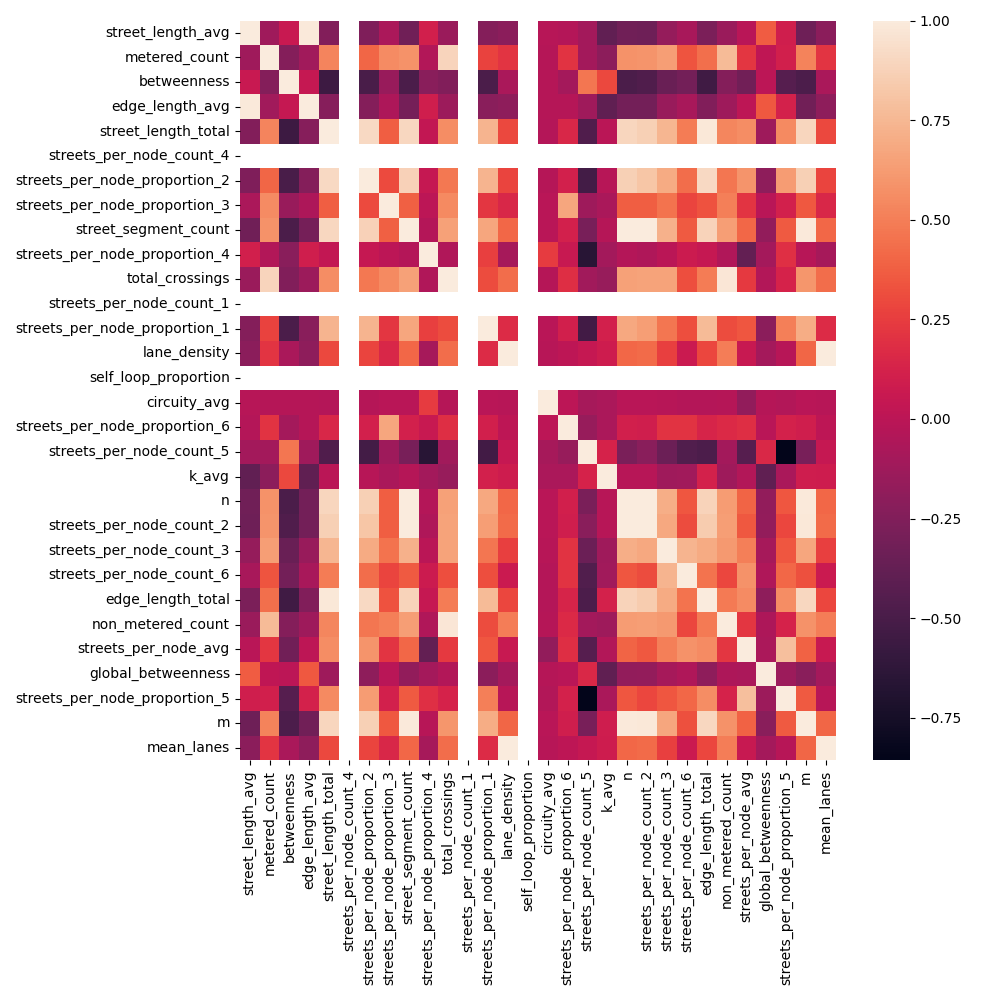 street_length_avg
metered_count
betweenness
edge_length_avg
street_length_total
streets_per_node_count_4
streets_per_node_proportion_2
streets_per_node_proportion_3
street_segment_count
streets_per_node_proportion_4
total_crossings
streets_per_node_count_1
streets_per_node_proportion_1
lane_density
self_loop_proportion
circuity_avg
streets_per_node_proportion_6
streets_per_node_count_5
k_avg
n
streets_per_node_count_2
streets_per_node_count_3
streets_per_node_count_6
edge_length_total
non_metered_count
streets_per_node_avg
global_betweenness
streets_per_node_proportion_5
m
mean_lanes
street_length_avg
metered_count
betweenness
edge_length_avg
street_length_total
streets_per_node_count_4
streets_per_node_proportion_2
streets_per_node_proportion_3
street_segment_count
streets_per_node_proportion_4
total_crossings
streets_per_node_count_1
streets_per_node_proportion_1
lane_density
self_loop_proportion
circuity_avg
streets_per_node_proportion_6
streets_per_node_count_5
k_avg
n
streets_per_node_count_2
streets_per_node_count_3
streets_per_node_count_6
edge_length_total
non_metered_count
streets_per_node_avg
global_betweenness
streets_per_node_proportion_5
m
mean_lanes
1.00
0.75
0.50
0.25
0.00
−0.25
−0.50
−0.75